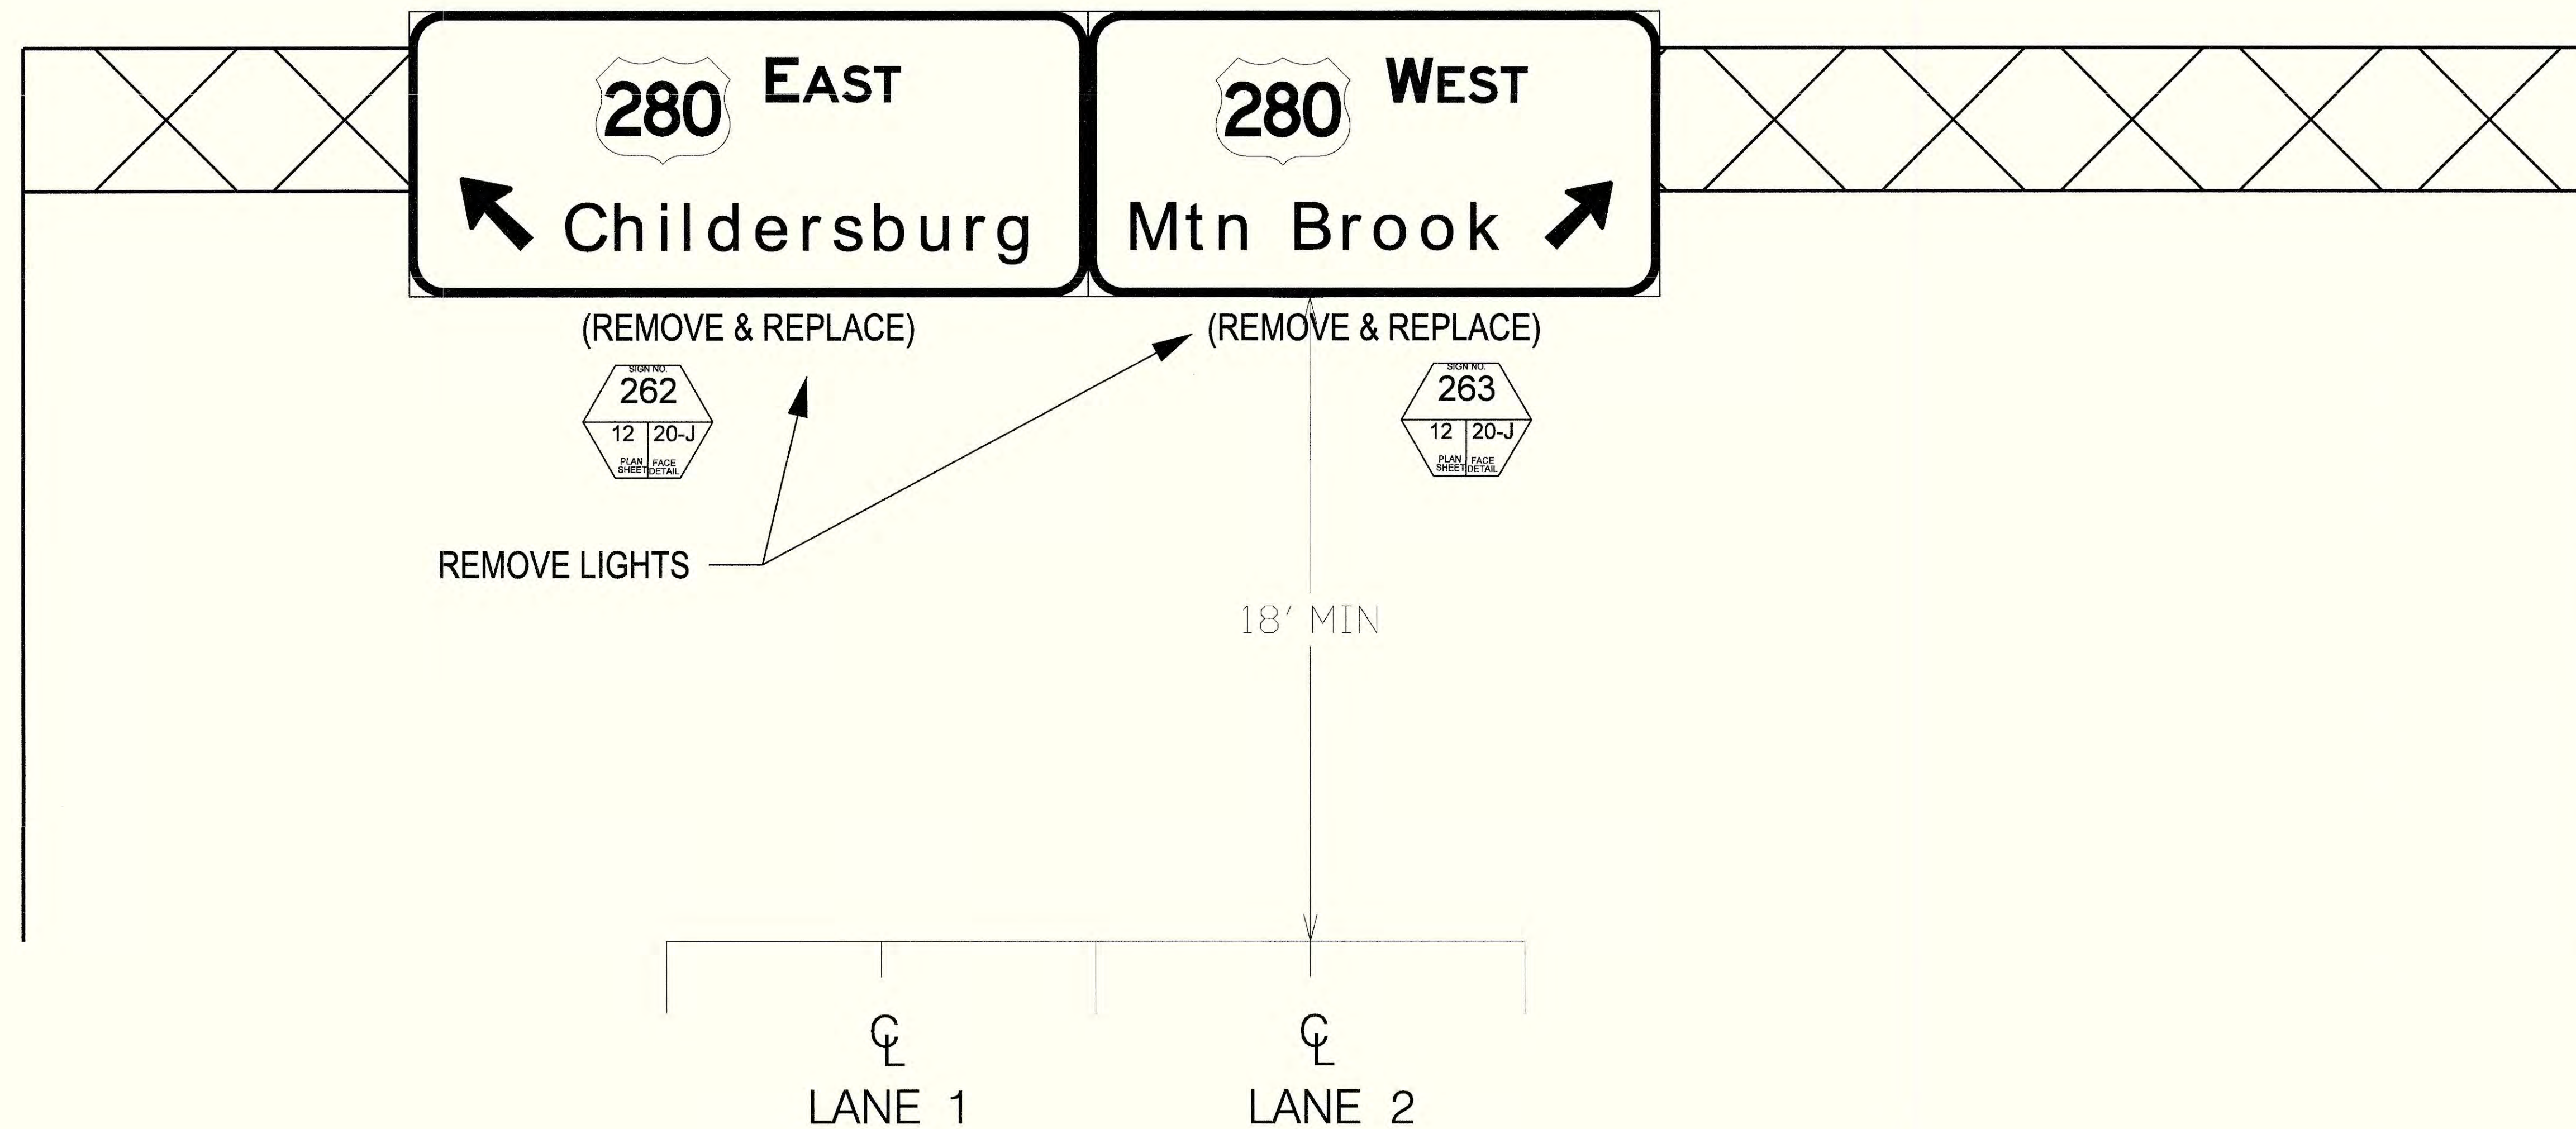 280 EAST
Childersburg
280 WEST
Mtn Brook
(REMOVE & REPLACE)
(REMOVE & REPLACE)
SIGN NO.
262
12 20-J
PLAN SHEET FACE DETAIL
SIGN NO.
263
12 20-J
PLAN SHEET FACE DETAIL
REMOVE LIGHTS
18' MIN
CL
LANE 1
CL
LANE 2